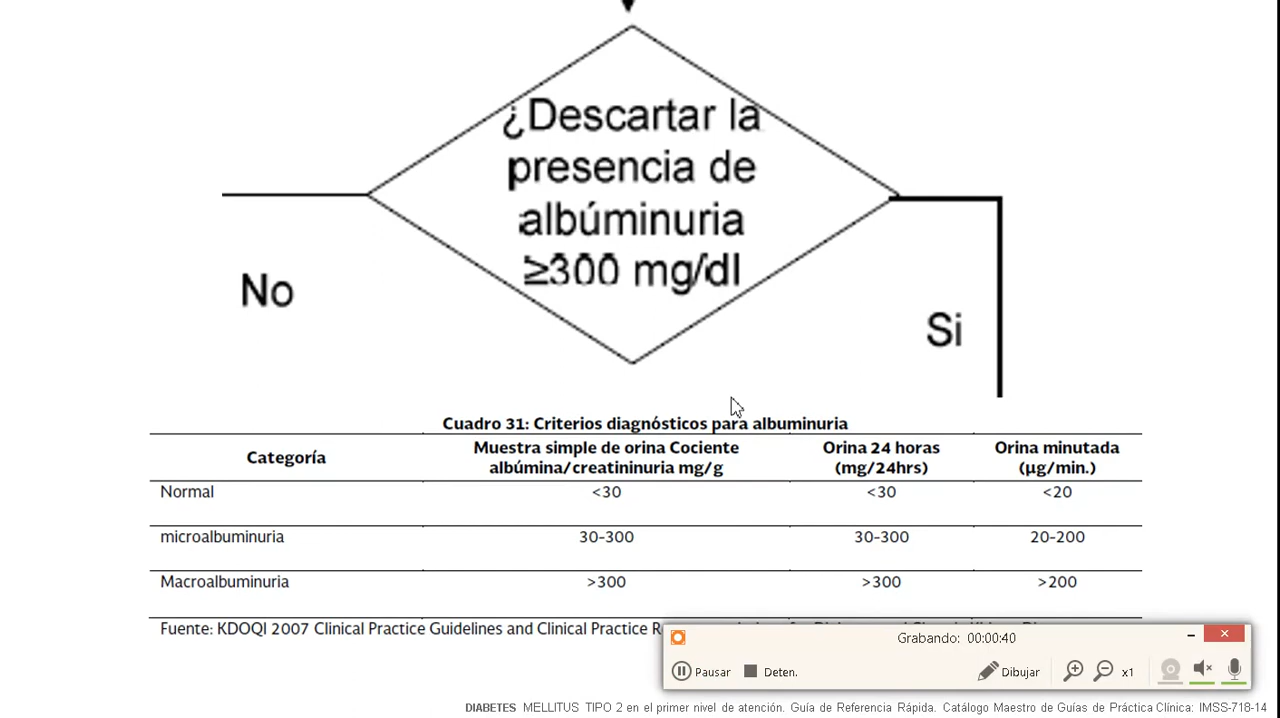 ¿Descartar la
presencia de
albúminuria
≥300 mg/dl
No
Si
Cuadro 31: Criterios diagnósticos para albuminuria
Categoría
Muestra simple de orina Cociente
albúmina/creatininuria mg/g
Orina 24 horas
(mg/24hrs)
Orina minutada
(µg/min.)
Normal <30 <30 <20
microalbuminuria 30-300 30-300 20-200
Macroalbuminuria >300 >300 >200
Fuente: KDOQI 2007 Clinical Practice Guidelines and Clinical Practice
Grabando: 00:00:40
Pausar Deten. Dibujar x1
DIABETES MELLITUS TIPO 2 en el primer nivel de atención. Guía de Referencia Rápida. Catálogo Maestro de Guías de Práctica Clínica: IMSS-718-14